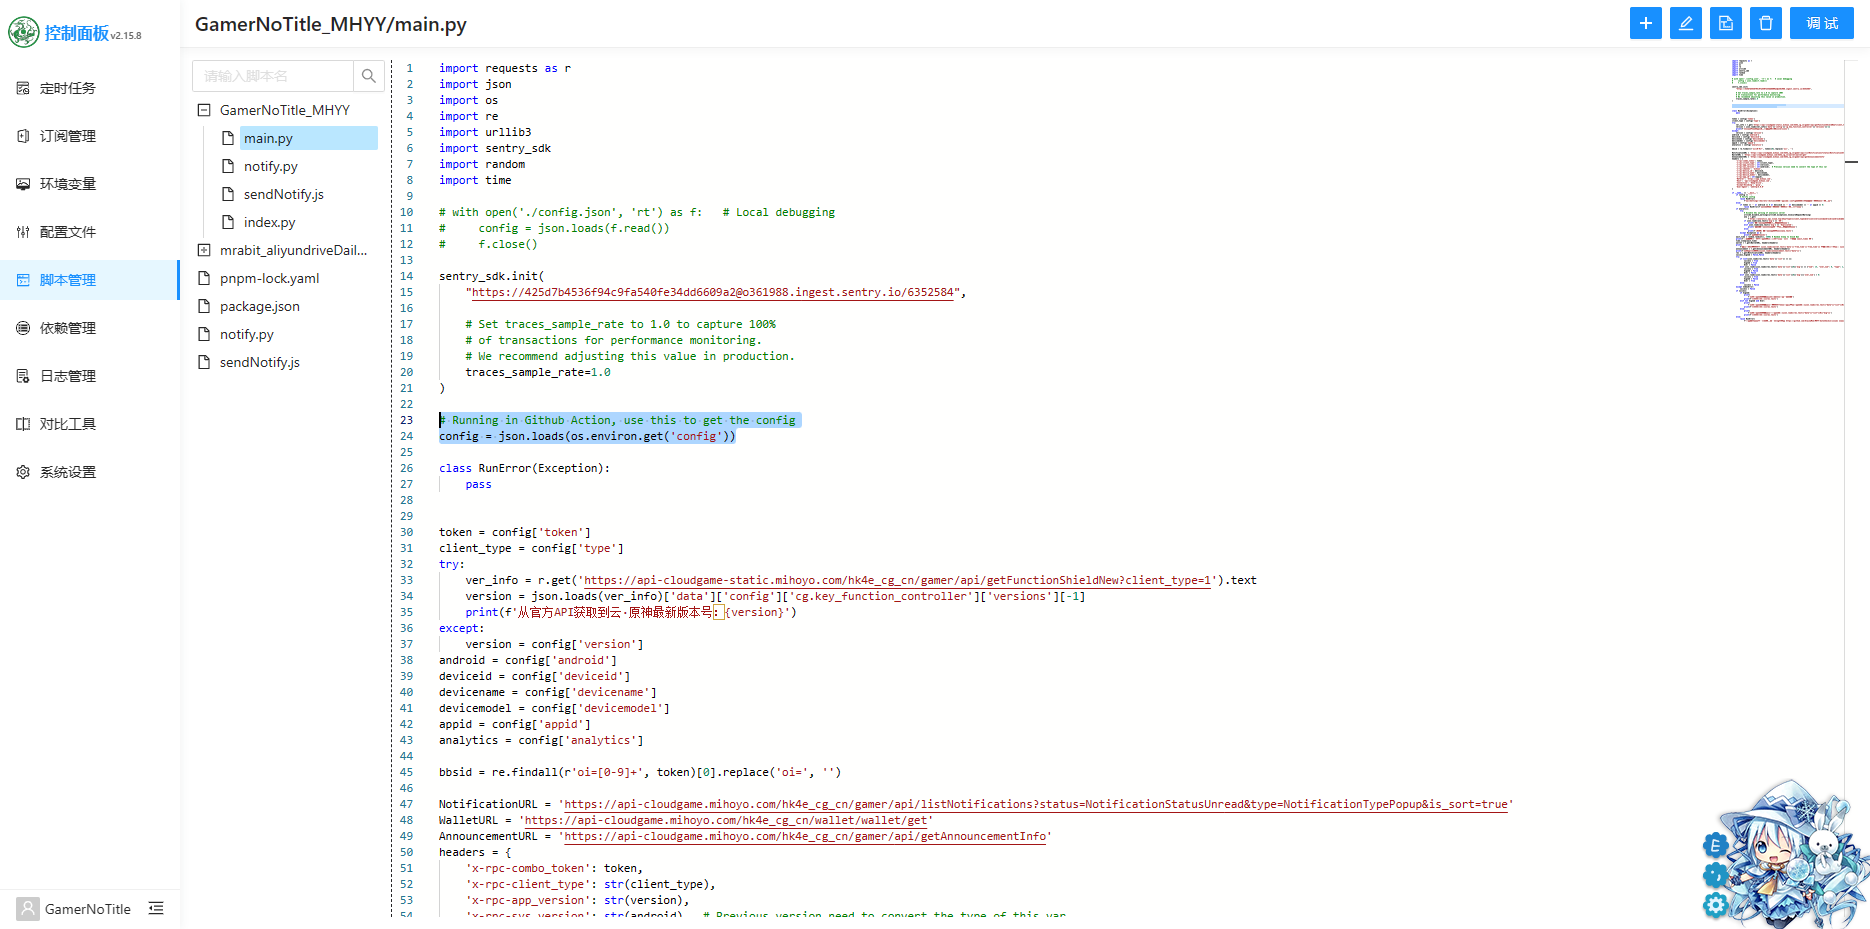 控制面板 v2.15.8
定时任务
订阅管理
环境变量
配置文件
脚本管理
依赖管理
日志管理
对比工具
系统设置
GamerNoTitle
GamerNoTitle_MHYY/main.py
调 试
请输入脚本名
GamerNoTitle_MHYY
main.py
notify.py
sendNotify.js
index.py
mrabit_aliyundriveDail...
pnpm-lock.yaml
package.json
notify.py
sendNotify.js
1 import requests as r
2 import json
3 import os
4 import re
5 import urllib3
6 import sentry_sdk
7 import random
8 import time
9
10 # with open('./config.json', 'rt') as f:   # Local debugging
11 #     config = json.loads(f.read())
12 #     f.close()
13
14 sentry_sdk.init(
15     "https://425d7b4536f94c9fa540fe34dd6609a2@o361988.ingest.sentry.io/6352584",
16
17     # Set traces_sample_rate to 1.0 to capture 100%
18     # of transactions for performance monitoring.
19     # We recommend adjusting this value in production.
20     traces_sample_rate=1.0
21 )
22
23 # Running in Github Action, use this to get the config
24 config = json.loads(os.environ.get('config'))
25
26 class RunError(Exception):
27     pass
28
29
30 token = config['token']
31 client_type = config['type']
32 try:
33     ver_info = r.get('https://api-cloudgame-static.mihoyo.com/hk4e_cg_cn/gamer/api/getFunctionShieldNew?client_type=1').text
34     version = json.loads(ver_info)['data']['config']['cg.key_function_controller']['versions'][-1]
35     print(f'从官方API获取到云·原神最新版本号：{version}')
36 except:
37     version = config['version']
38 android = config['android']
39 deviceid = config['deviceid']
40 devicename = config['devicename']
41 devicemodel = config['devicemodel']
42 appid = config['appid']
43 analytics = config['analytics']
44
45 bbsid = re.findall(r'oi=[0-9]+', token)[0].replace('oi=', '')
46
47 NotificationURL = 'https://api-cloudgame.mihoyo.com/hk4e_cg_cn/gamer/api/listNotifications?status=NotificationStatusUnread&type=NotificationTypePopup&is_sort=true'
48 WalletURL = 'https://api-cloudgame.mihoyo.com/hk4e_cg_cn/wallet/wallet/get'
49 AnnouncementURL = 'https://api-cloudgame.mihoyo.com/hk4e_cg_cn/gamer/api/getAnnouncementInfo'
50 headers = {
51     'x-rpc-combo_token': token,
52     'x-rpc-client_type': str(client_type),
53     'x-rpc-app_version': str(version),
54     'x-rpc-sys_version': str(android),  # Previous version need to convert the type of this var
E